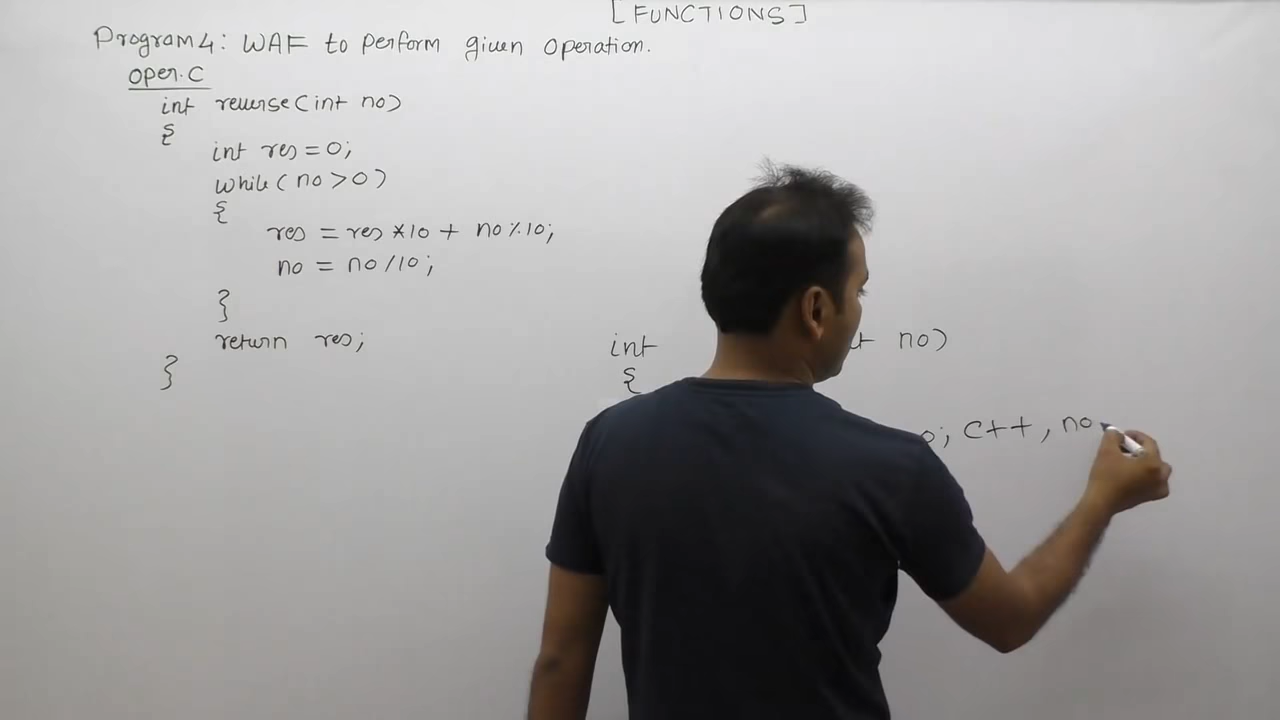 [FUNCTIONS]
Program4: WAF to perform given operation.
oper.c
int reverse(int no)
{
int res=0;
while(no>0)
{
res = res*10 + no%10;
no = no/10;
}
return res;
}
int no)
{
; c++, no